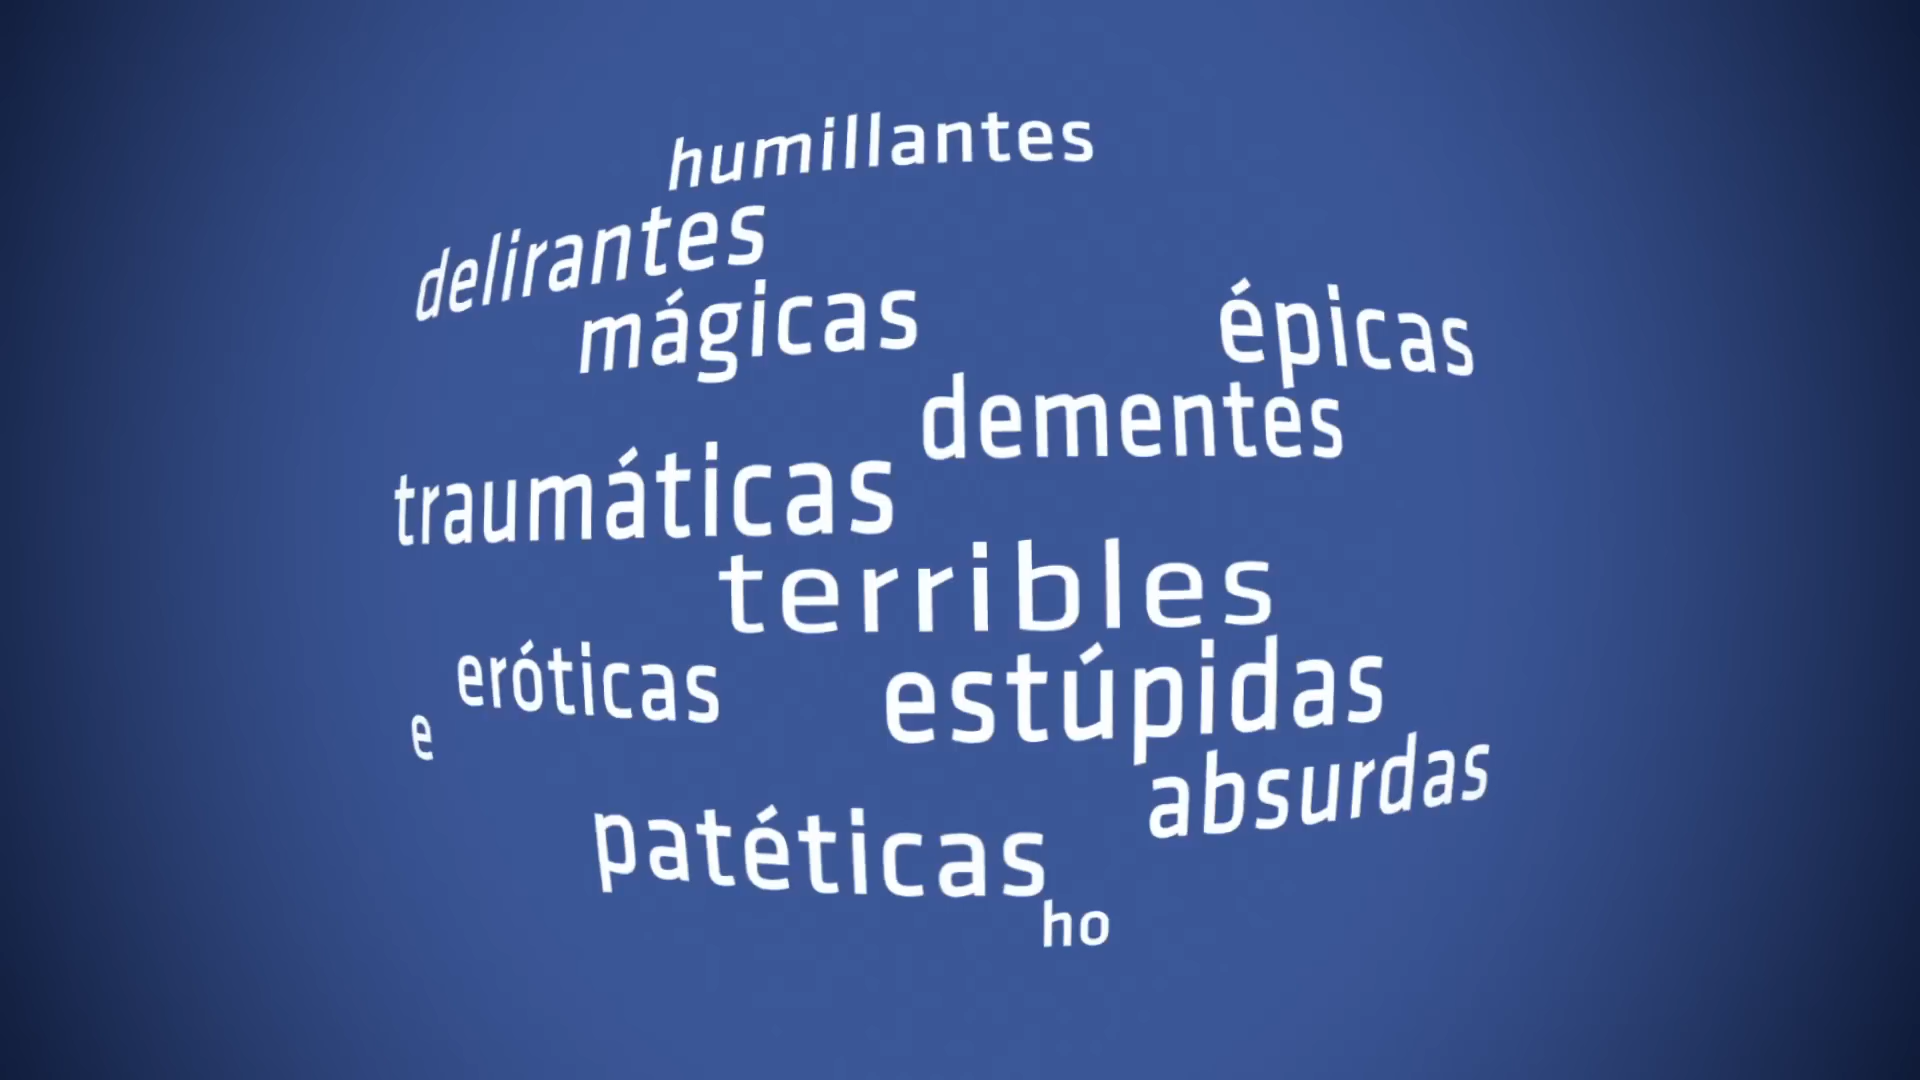 humillantes
delirantes
mágicas
épicas
dementes
traumáticas
terribles
eróticas
estúpidas
e
absurdas
patéticas
ho